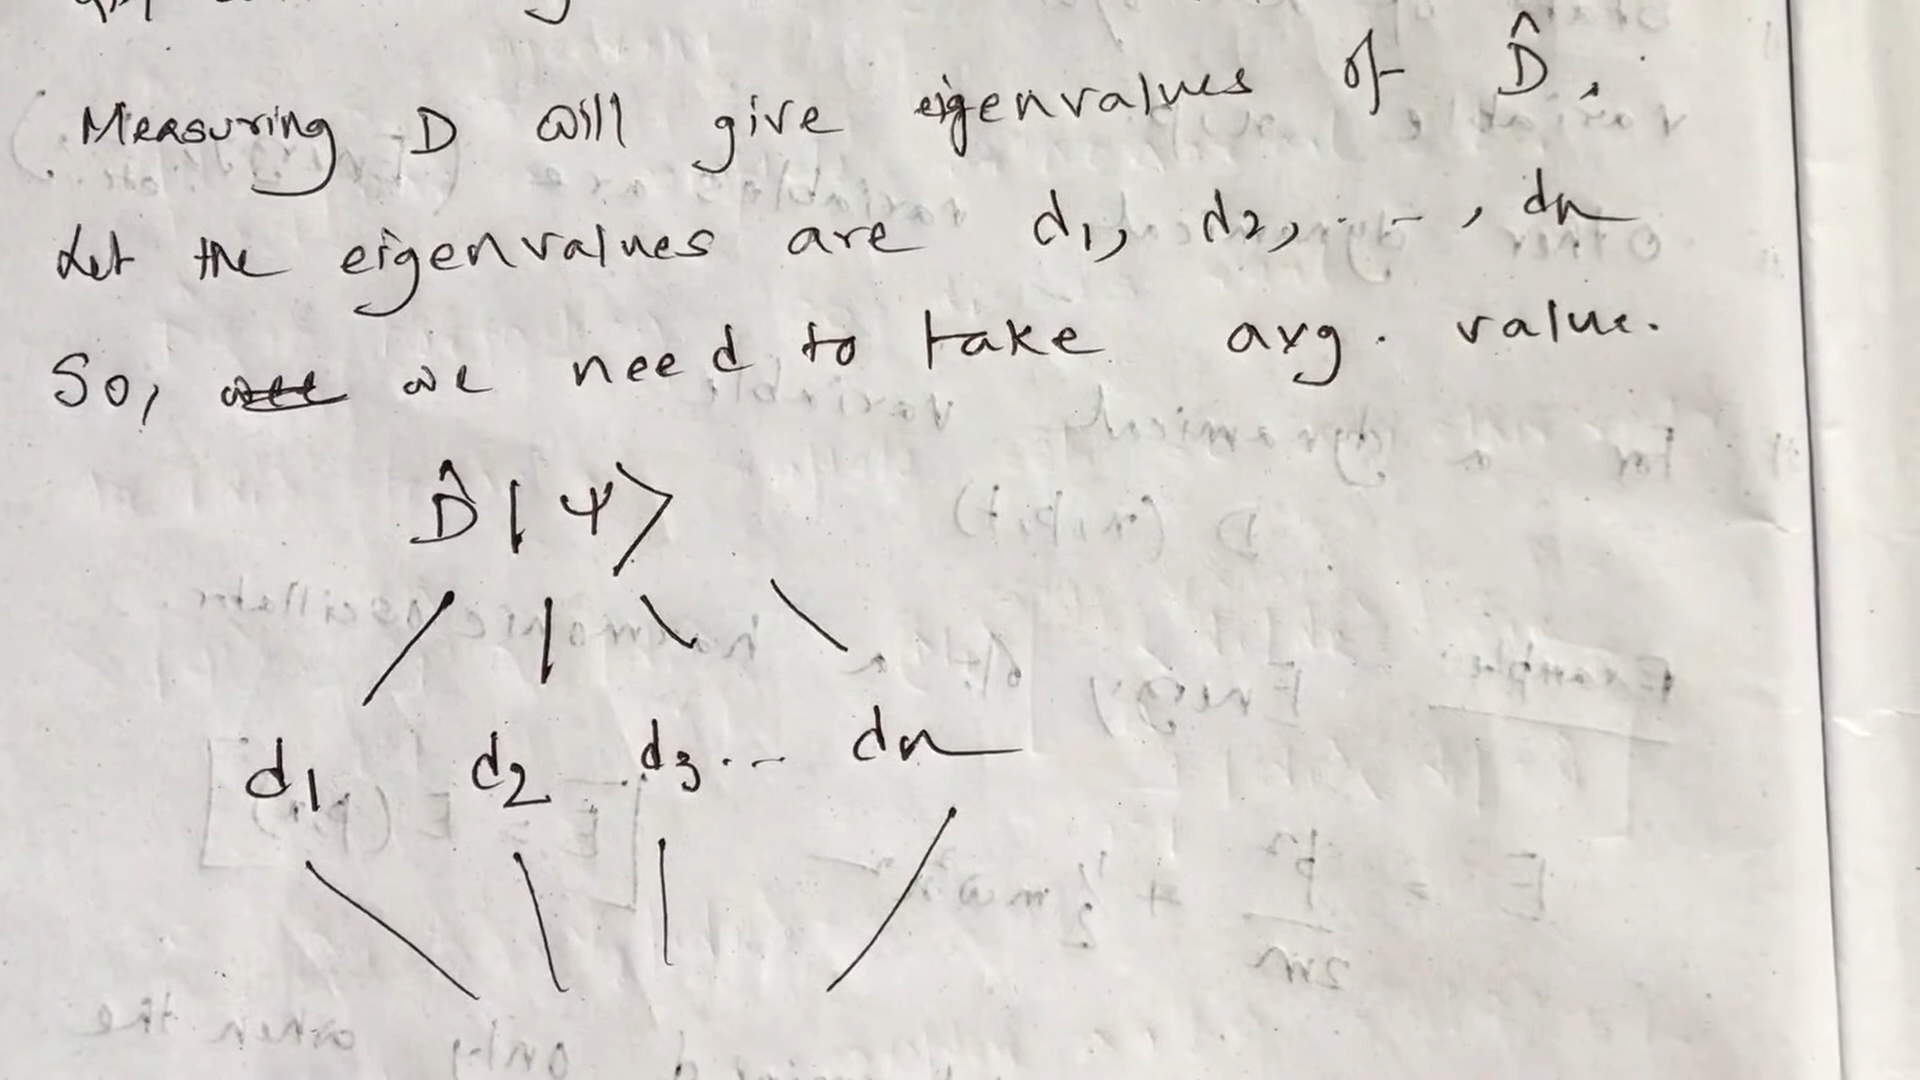 Measuring D will give eigenvalues of D̂.
Let the eigenvalues are d1, d2, ..., dn
So, we need to take avg. value.
D̂|Ψ>
d1 d2 d3... dn